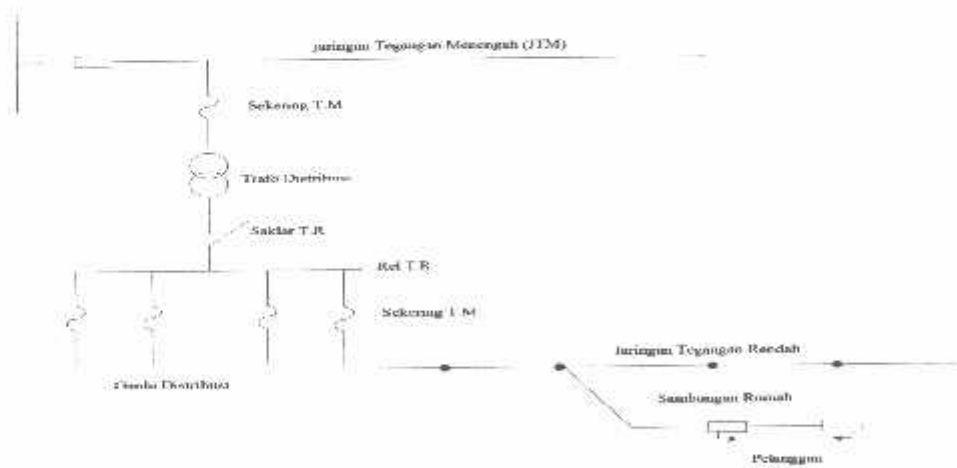 Jaringan Tegangan Menengah (JTM)
Sekering T.M
Trafo Distribusi
Saklar T.R
Rel T.R
Sekering T.M
Jaringan Tegangan Rendah
Gardu Distribusi
Sambungan Rumah
Pelanggan